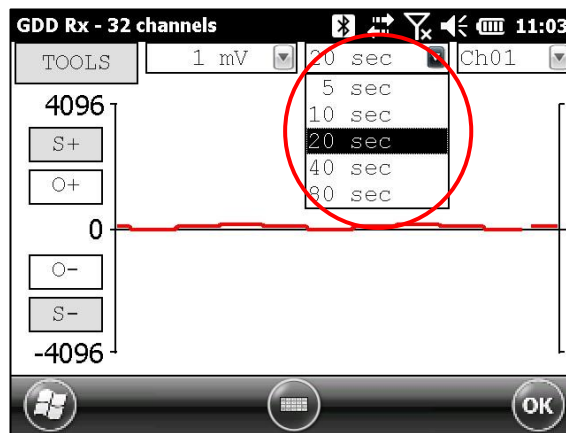 GDD Rx - 32 channels 11:03
TOOLS 1 mV 20 sec Ch01
5 sec
10 sec
20 sec
40 sec
80 sec
4096
S+
O+
0
O-
S-
-4096
OK